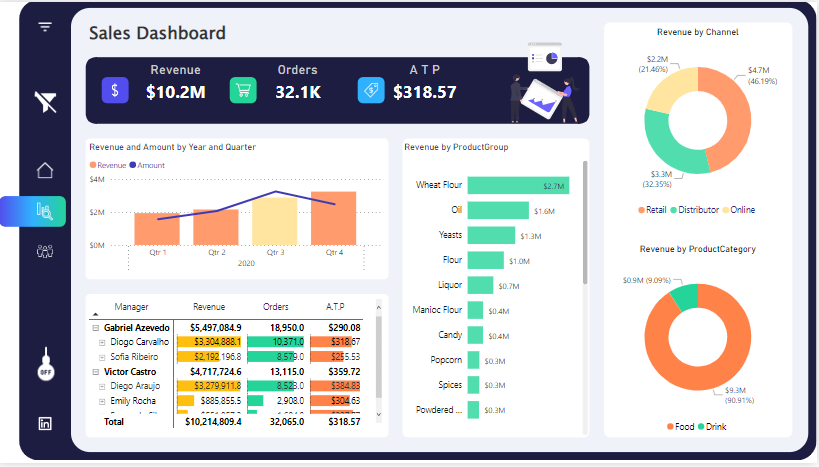 Sales Dashboard
Revenue Orders A T P
$ $10.2M 32.1K $318.57
Revenue and Amount by Year and Quarter
Revenue Amount
$4M
$2M
$0M
Qtr 1 Qtr 2 Qtr 3 Qtr 4
2020
Manager Revenue Orders A.T.P
Gabriel Azevedo $5,497,084.9 18,950.0 $290.08
Diogo Carvalho $3,304,888.1 10,371.0 $318.67
Sofia Ribeiro $2,192,196.8 8,579.0 $255.53
Victor Castro $4,717,724.6 13,115.0 $359.72
Diego Araujo $3,279,911.8 8,523.0 $384.83
Emily Rocha $885,855.5 2,908.0 $304.63
Total $10,214,809.4 32,065.0 $318.57
Revenue by ProductGroup
Wheat Flour $2.7M
Oil $1.6M
Yeasts $1.3M
Flour $1.0M
Liquor $0.7M
Manioc Flour $0.4M
Candy $0.4M
Popcorn $0.3M
Spices $0.3M
Powdered ... $0.3M
Revenue by Channel
$2.2M
(21.46%)
$4.7M
(46.19%)
$3.3M
(32.35%)
Retail Distributor Online
Revenue by ProductCategory
$0.9M (9.09%)
$9.3M
(90.91%)
Food Drink
OFF
in